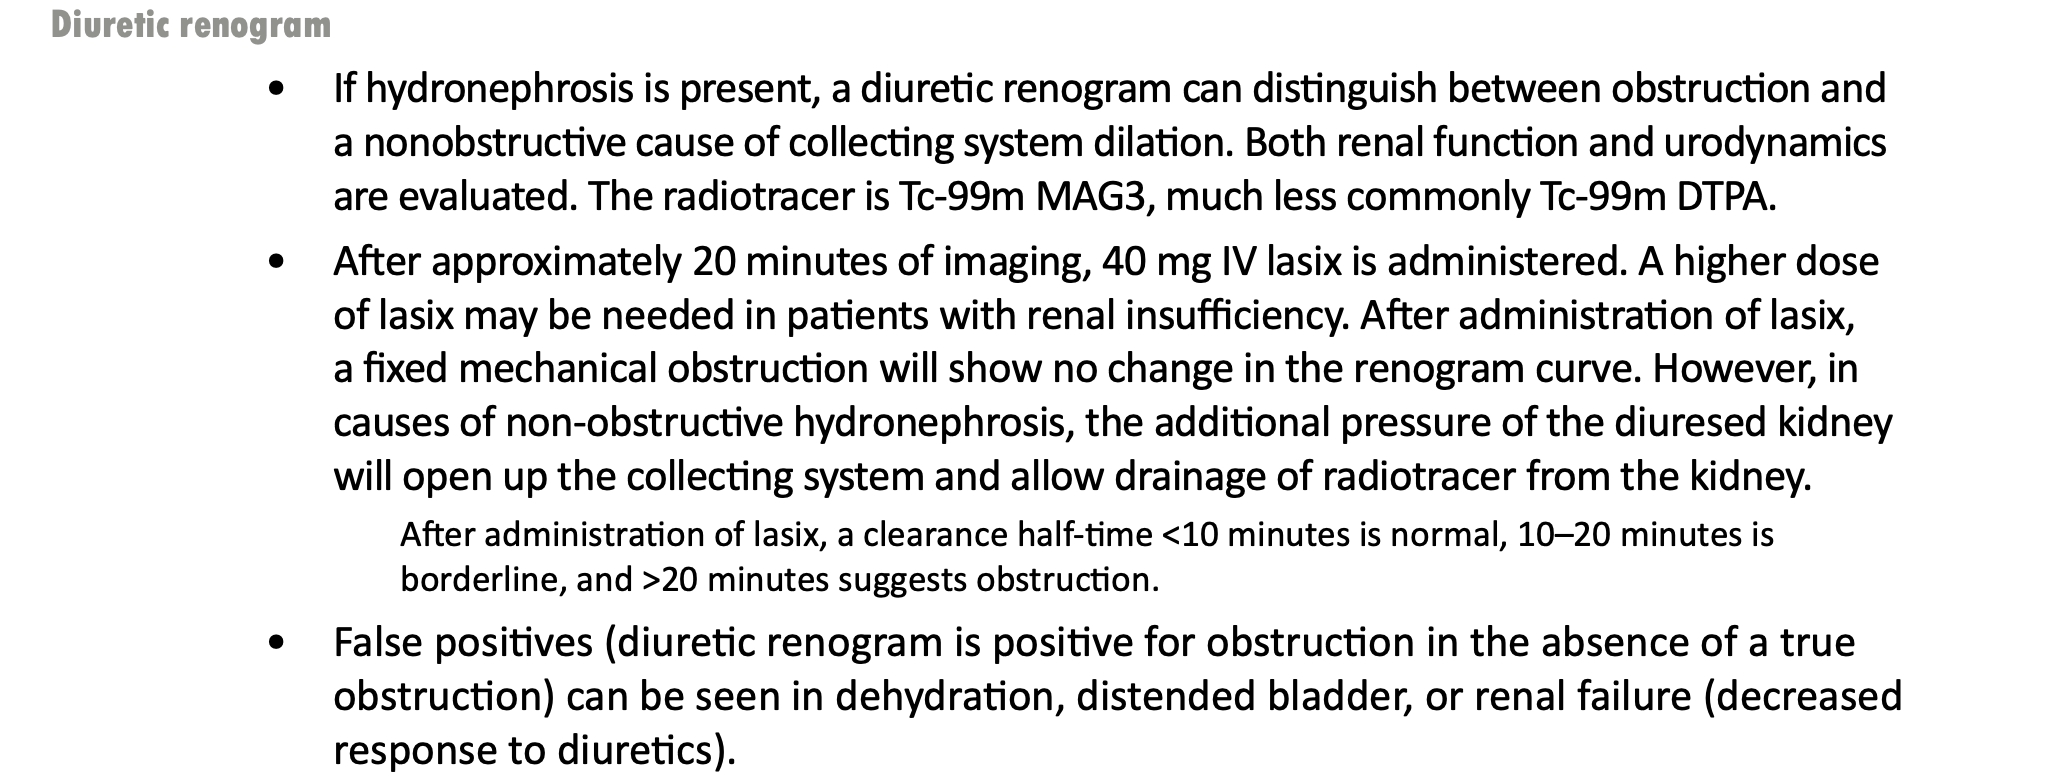 Diuretic renogram
• If hydronephrosis is present, a diuretic renogram can distinguish between obstruction and
a nonobstructive cause of collecting system dilation. Both renal function and urodynamics
are evaluated. The radiotracer is Tc-99m MAG3, much less commonly Tc-99m DTPA.
• After approximately 20 minutes of imaging, 40 mg IV lasix is administered. A higher dose
of lasix may be needed in patients with renal insufficiency. After administration of lasix,
a fixed mechanical obstruction will show no change in the renogram curve. However, in
causes of non-obstructive hydronephrosis, the additional pressure of the diuresed kidney
will open up the collecting system and allow drainage of radiotracer from the kidney.
After administration of lasix, a clearance half-time <10 minutes is normal, 10–20 minutes is
borderline, and >20 minutes suggests obstruction.
• False positives (diuretic renogram is positive for obstruction in the absence of a true
obstruction) can be seen in dehydration, distended bladder, or renal failure (decreased
response to diuretics).